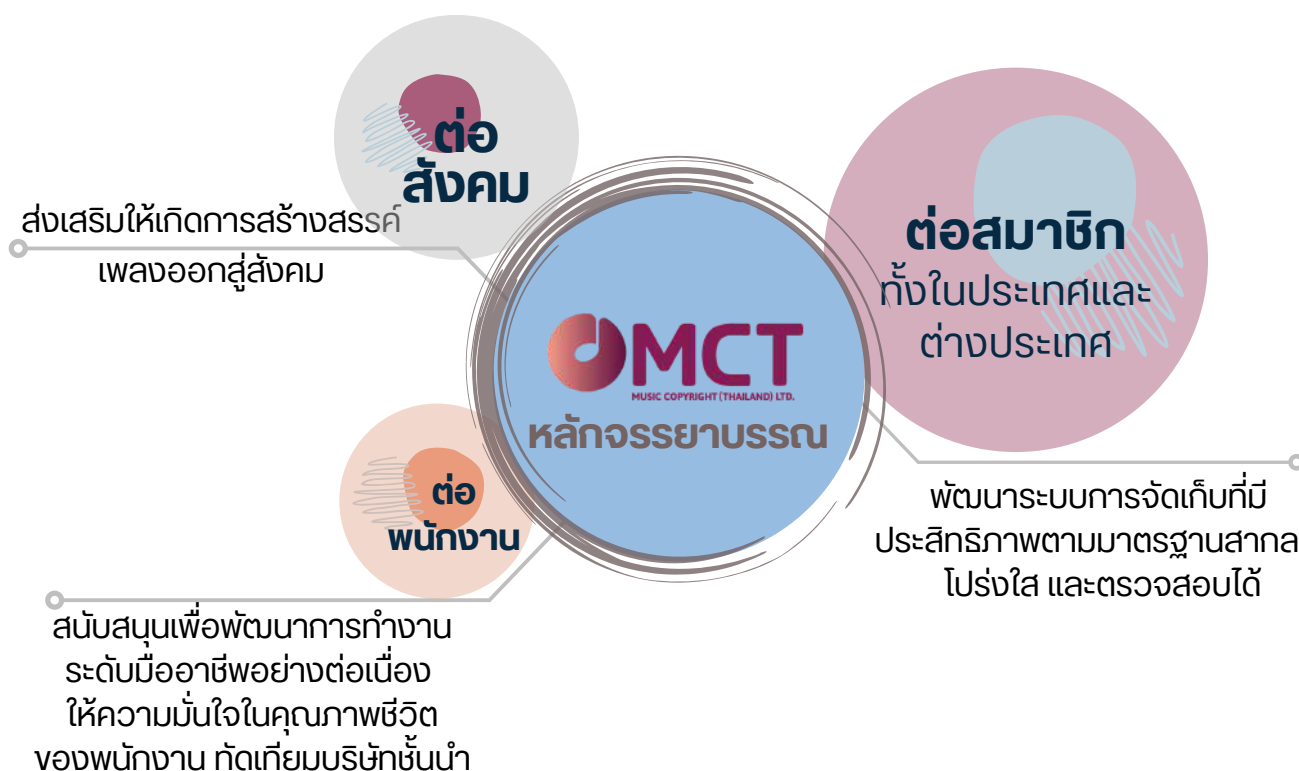 ต่อ
สังคม
ส่งเสริมให้เกิดการสร้างสรรค์
เพลงออกสู่สังคม
ต่อสมาชิก
ทั้งในประเทศและ
ต่างประเทศ
MCT
MUSIC COPYRIGHT (THAILAND) LTD.
หลักจรรยาบรรณ
ต่อ
พนักงาน
พัฒนาระบบการจัดเก็บที่มี
ประสิทธิภาพตามมาตรฐานสากล
โปร่งใส และตรวจสอบได้
สนับสนุนเพื่อพัฒนาการทำงาน
ระดับมืออาชีพอย่างต่อเนื่อง
ให้ความมั่นใจในคุณภาพชีวิต
ของพนักงาน ทัดเทียมบริษัทชั้นนำ